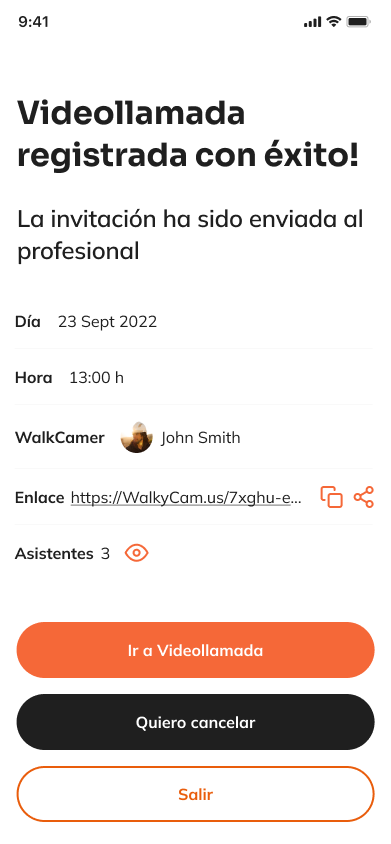 9:41
Videollamada
registrada con éxito!
La invitación ha sido enviada al
profesional
Día 23 Sept 2022
Hora 13:00 h
WalkCamer John Smith
Enlace https://WalkyCam.us/7xghu-e...
Asistentes 3
Ir a Videollamada
Quiero cancelar
Salir